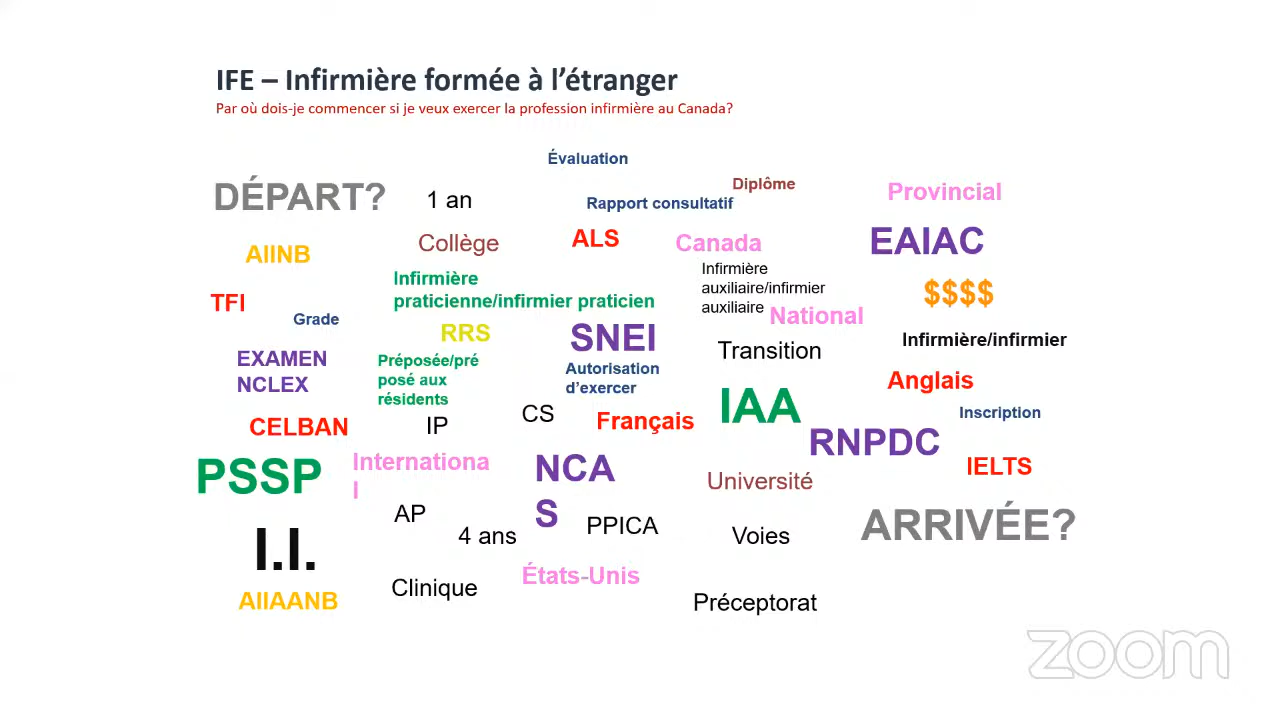 IFE – Infirmière formée à l’étranger
Par où dois-je commencer si je veux exercer la profession infirmière au Canada?
Évaluation
DÉPART?
1 an
Diplôme
Rapport consultatif
Provincial
AIINB
Collège
ALS
Canada
EAIAC
Infirmière
praticienne/infirmier praticien
Infirmière
auxiliaire/infirmier
auxiliaire
$$$$
TFI
Grade
RRS
SNEI
National
Transition
Infirmière/infirmier
EXAMEN
NCLEX
Préposée/pré
posé aux
résidents
Autorisation
d’exercer
IAA
Anglais
CELBAN
IP
CS
Français
Inscription
RNPDC
PSSP
Internationa
l
NCA
S
Université
IELTS
I.I.
AP
4 ans
PPICA
Voies
ARRIVÉE?
Clinique
États-Unis
AIIAANB
Préceptorat
zoom